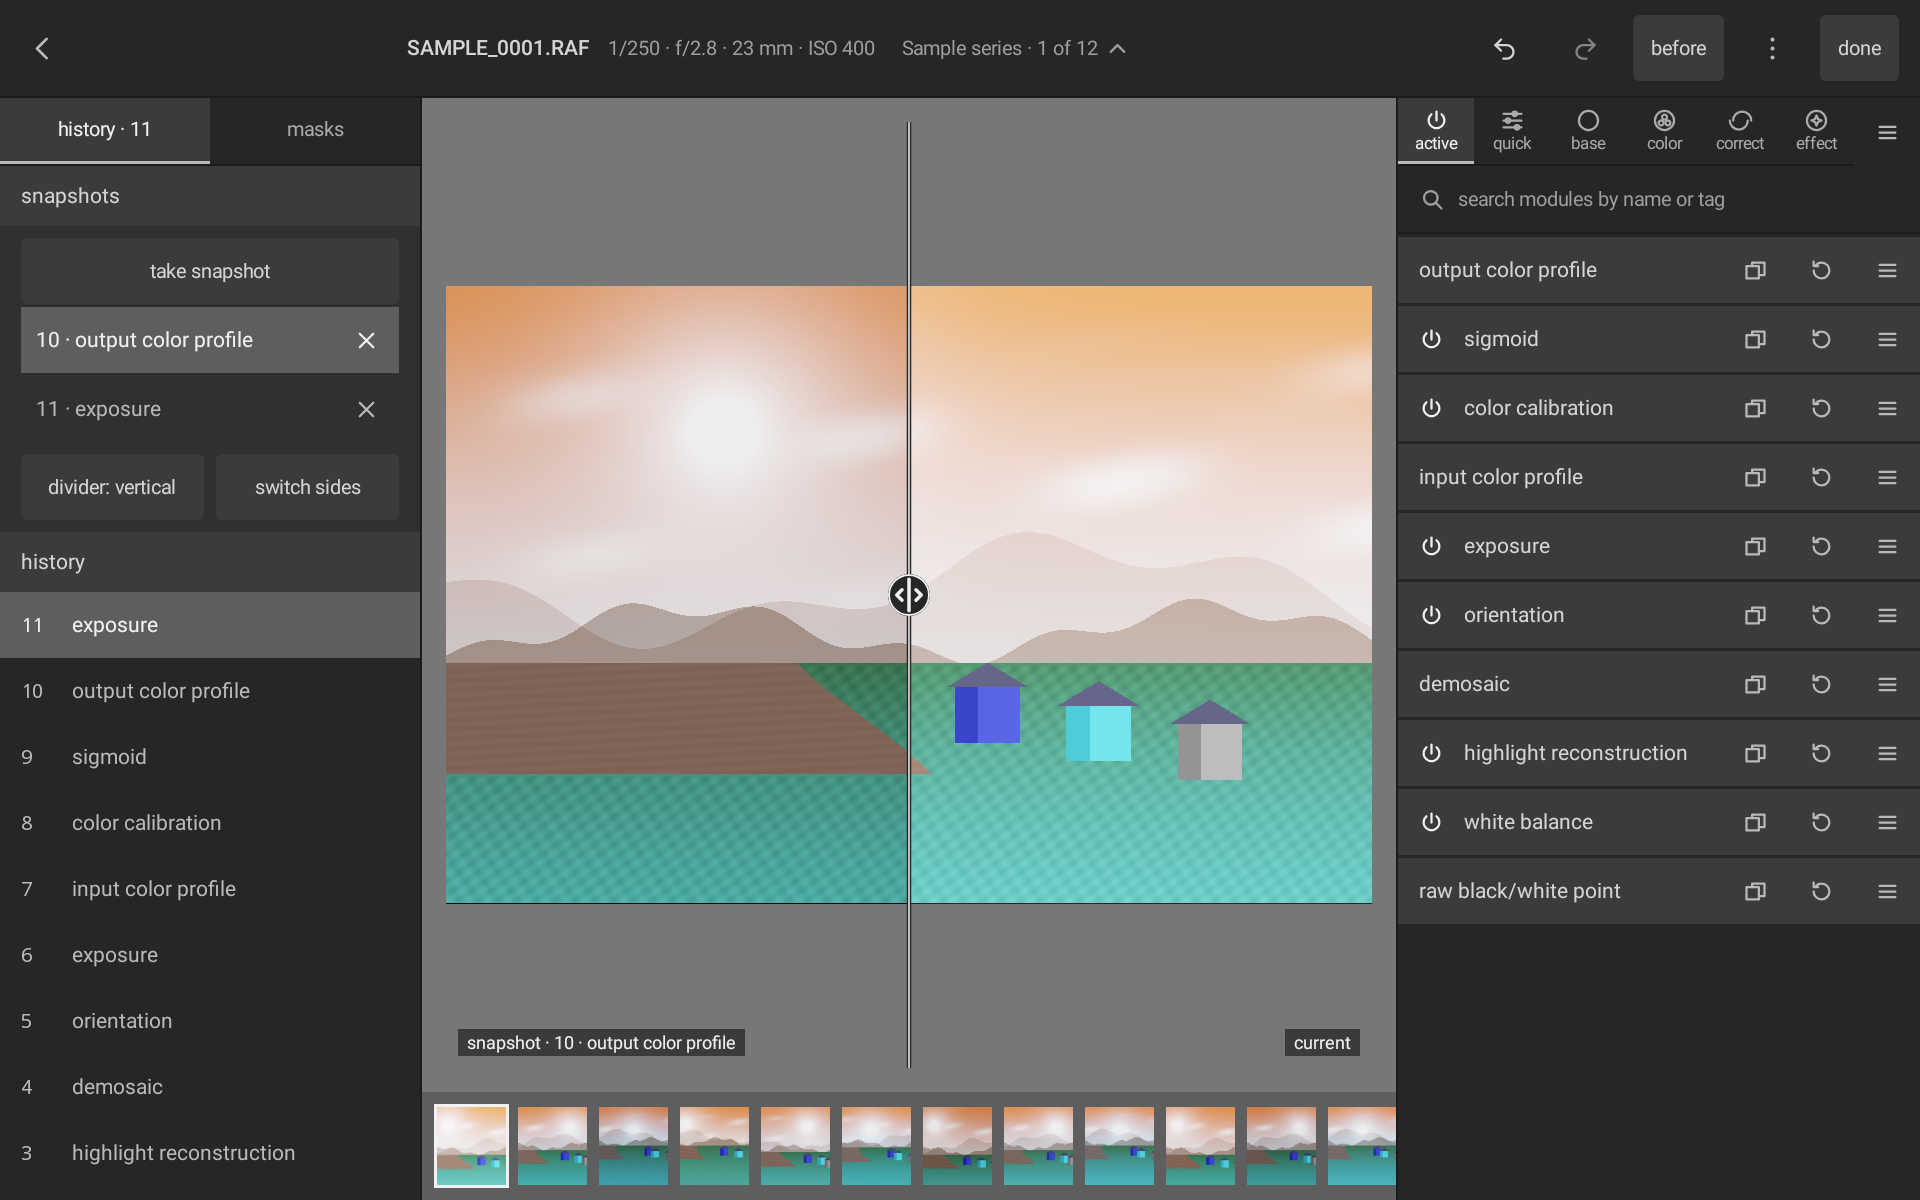 SAMPLE_0001.RAF 1/250 · f/2.8 · 23 mm · ISO 400 Sample series · 1 of 12
before
done
history · 11
masks
snapshots
take snapshot
10 · output color profile
11 · exposure
divider: vertical
switch sides
history
11 exposure
10 output color profile
9 sigmoid
8 color calibration
7 input color profile
6 exposure
5 orientation
4 demosaic
3 highlight reconstruction
snapshot · 10 · output color profile
current
active
quick
base
color
correct
effect
search modules by name or tag
output color profile
sigmoid
color calibration
input color profile
exposure
orientation
demosaic
highlight reconstruction
white balance
raw black/white point